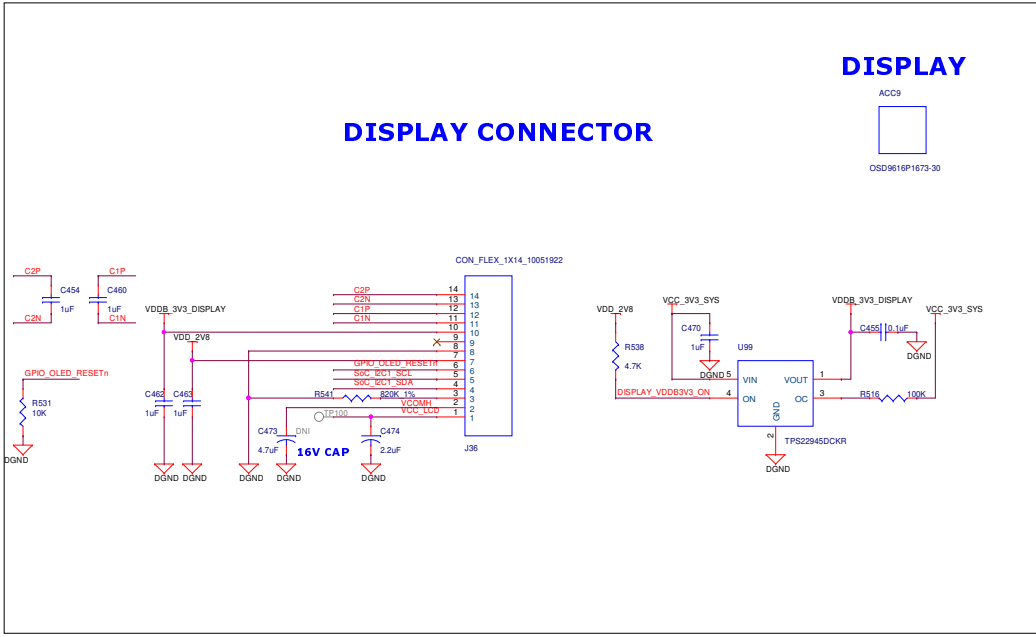 DISPLAY
ACC9
OSD9616P1673-30
DISPLAY CONNECTOR
C2P
C454
1uF
C2N
C1P
C460
1uF
C1N
GPIO_OLED_RESETn
R531
10K
DGND
VDDB_3V3_DISPLAY
VDD_2V8
C462
1uF
C463
1uF
DGND
DGND
CON_FLEX_1X14_10051922
C2P
C2N
C1P
C1N
GPIO_OLED_RESETn
SoC_I2C1_SCL
SoC_I2C1_SDA
R541
820K 1%
VCOMH
VCC_LCD
TP100
14
13
12
11
10
9
8
7
6
5
4
3
2
1
14
13
12
11
10
9
8
7
6
5
4
3
2
1
J36
C473
DNI
4.7uF
16V CAP
C474
2.2uF
DGND
DGND
DGND
VDD_2V8
R538
4.7K
DISPLAY_VDDB3V3_ON
VCC_3V3_SYS
C470
1uF
DGND
U99
5
4
VIN
ON
VOUT
OC
GND
1
3
2
TPS22945DCKR
DGND
VDDB_3V3_DISPLAY
C455
0.1uF
DGND
VCC_3V3_SYS
R516
100K